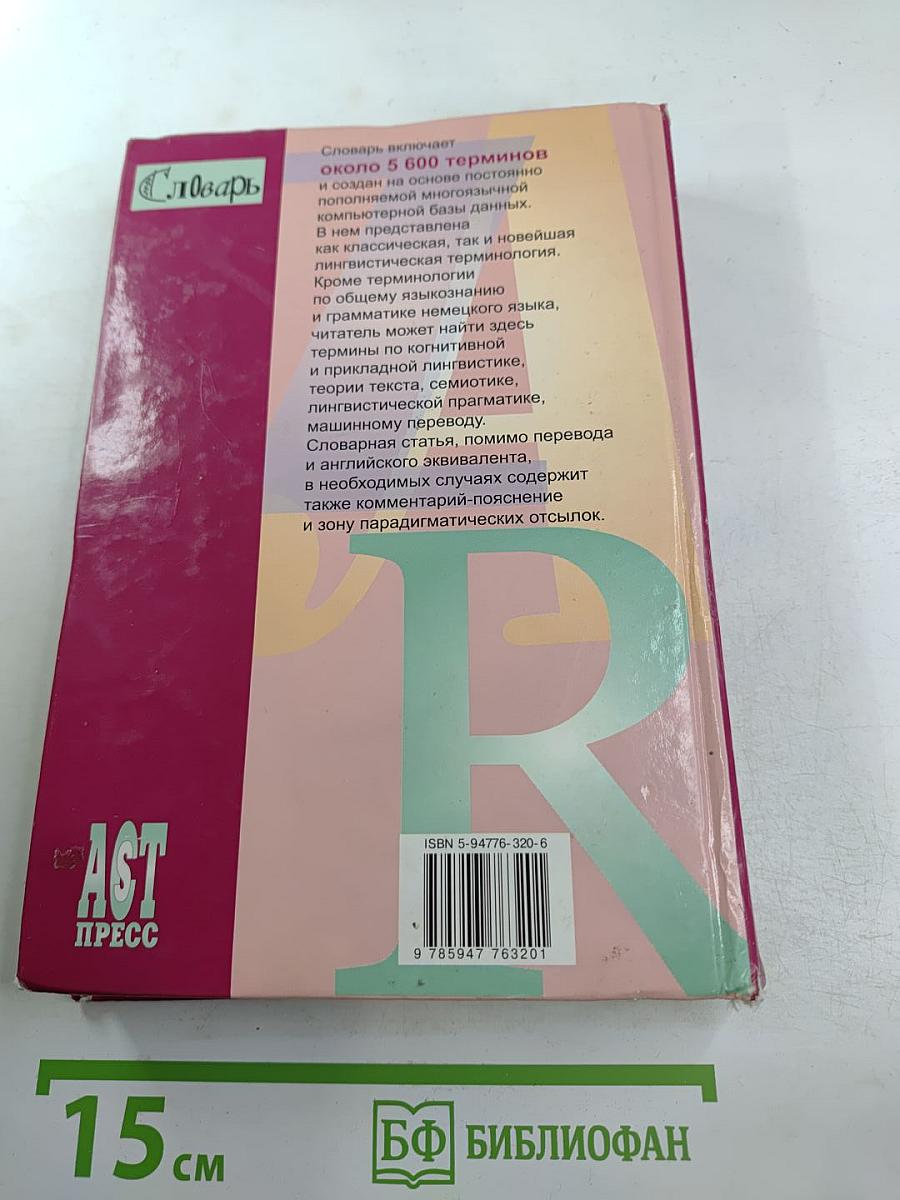 Словарь
Словарь включает
около 5 600 терминов
и создан на основе постоянно
пополняемой многоязычной
компьютерной базы данных.
В нем представлена
как классическая, так и новейшая
лингвистическая терминология.
Кроме терминологии
по общему языкознанию
и грамматике немецкого языка,
читатель может найти здесь
термины по когнитивной
и прикладной лингвистике,
теории текста, семиотике,
лингвистической прагматике,
машинному переводу.
Словарная статья, помимо перевода
и английского эквивалента,
в необходимых случаях содержит
также комментарий-пояснение
и зону парадигматических отсылок.
R
АСТ
ПРЕСС
ISBN 5-94776-320-6
9 785947 763201
15 см
БФ БИБЛИОФАН